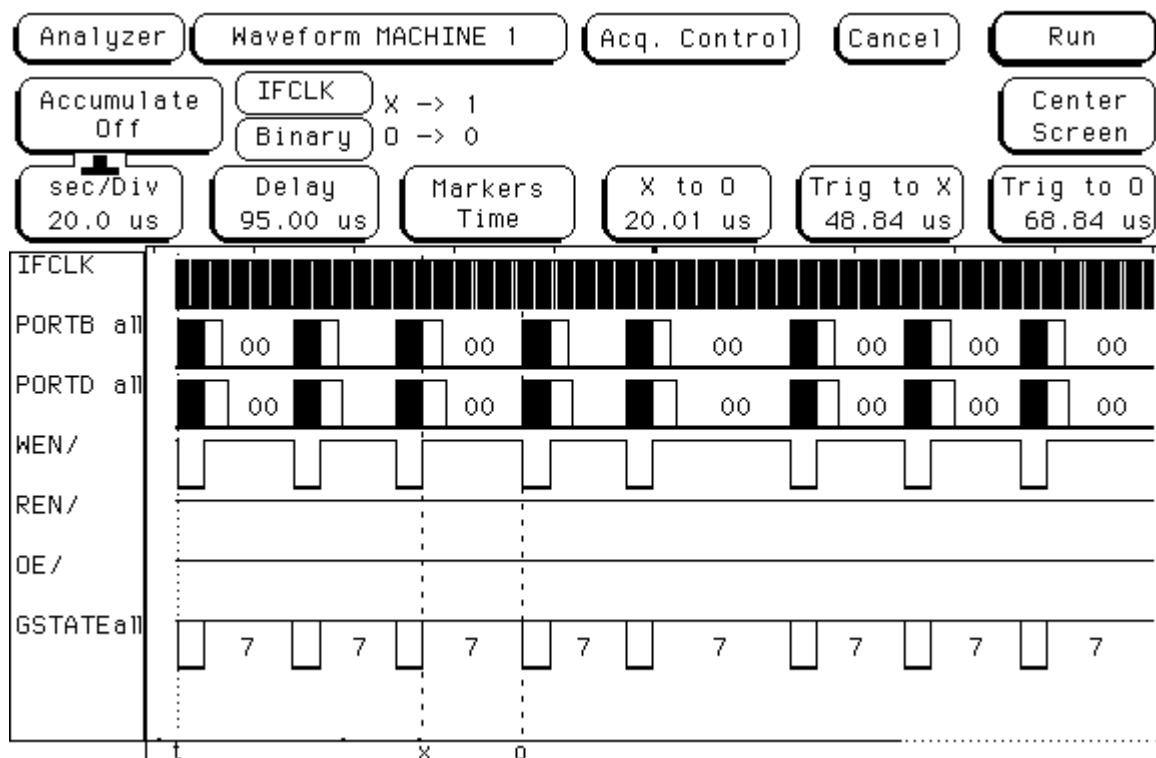 Analyzer Waveform MACHINE 1 Acq. Control Cancel Run
Accumulate Off IFCLK X -> 1 Center Screen
Binary O -> 0
sec/Div Delay Markers X to O Trig to X Trig to O
20.0 us 95.00 us Time 20.01 us 48.84 us 68.84 us
IFCLK
PORTB all 00 00 00 00 00 00
PORTD all 00 00 00 00 00 00
WEN/
REN/
OE/
GSTATEall 7 7 7 7 7 7 7 7
t X o